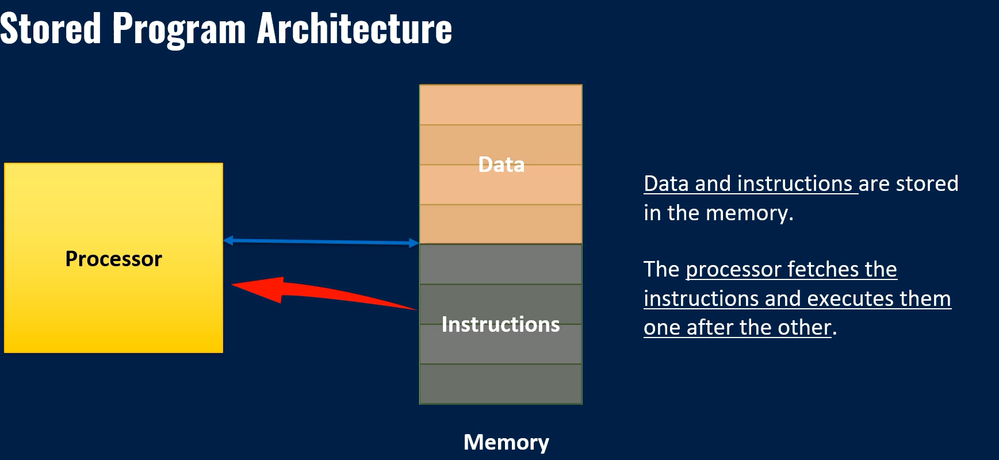 Stored Program Architecture
Data
Processor
Instructions
Memory
Data and instructions are stored
in the memory.
The processor fetches the
instructions and executes them
one after the other.